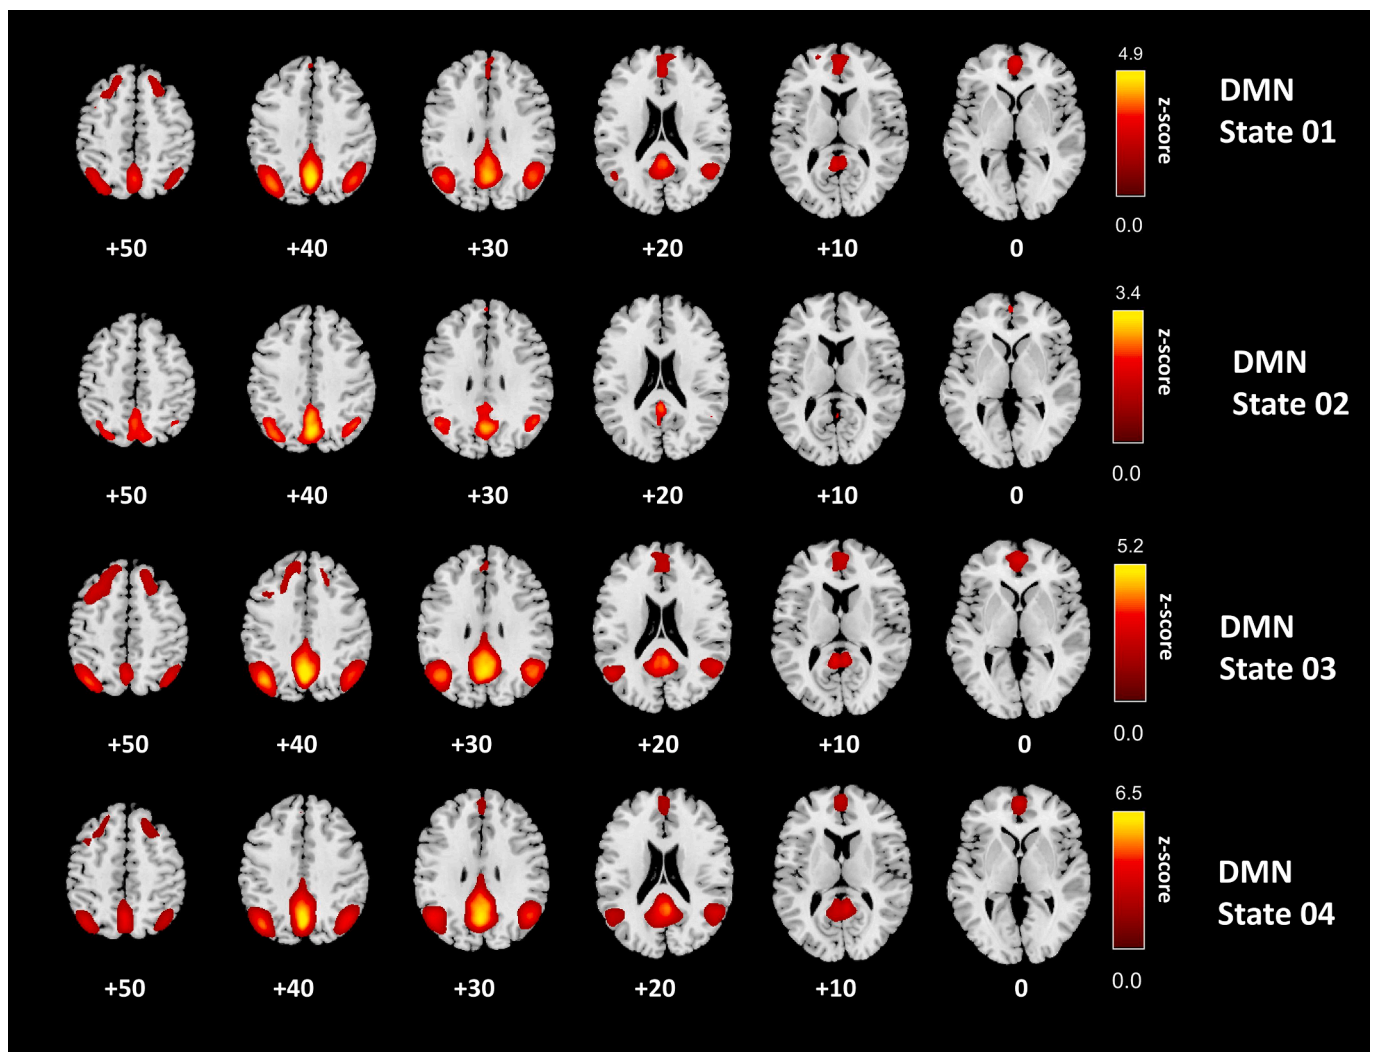 4.9
DMN
State 01
z-score
0.0
+50 +40 +30 +20 +10 0
3.4
DMN
State 02
z-score
0.0
+50 +40 +30 +20 +10 0
5.2
DMN
State 03
z-score
0.0
+50 +40 +30 +20 +10 0
6.5
DMN
State 04
z-score
0.0
+50 +40 +30 +20 +10 0